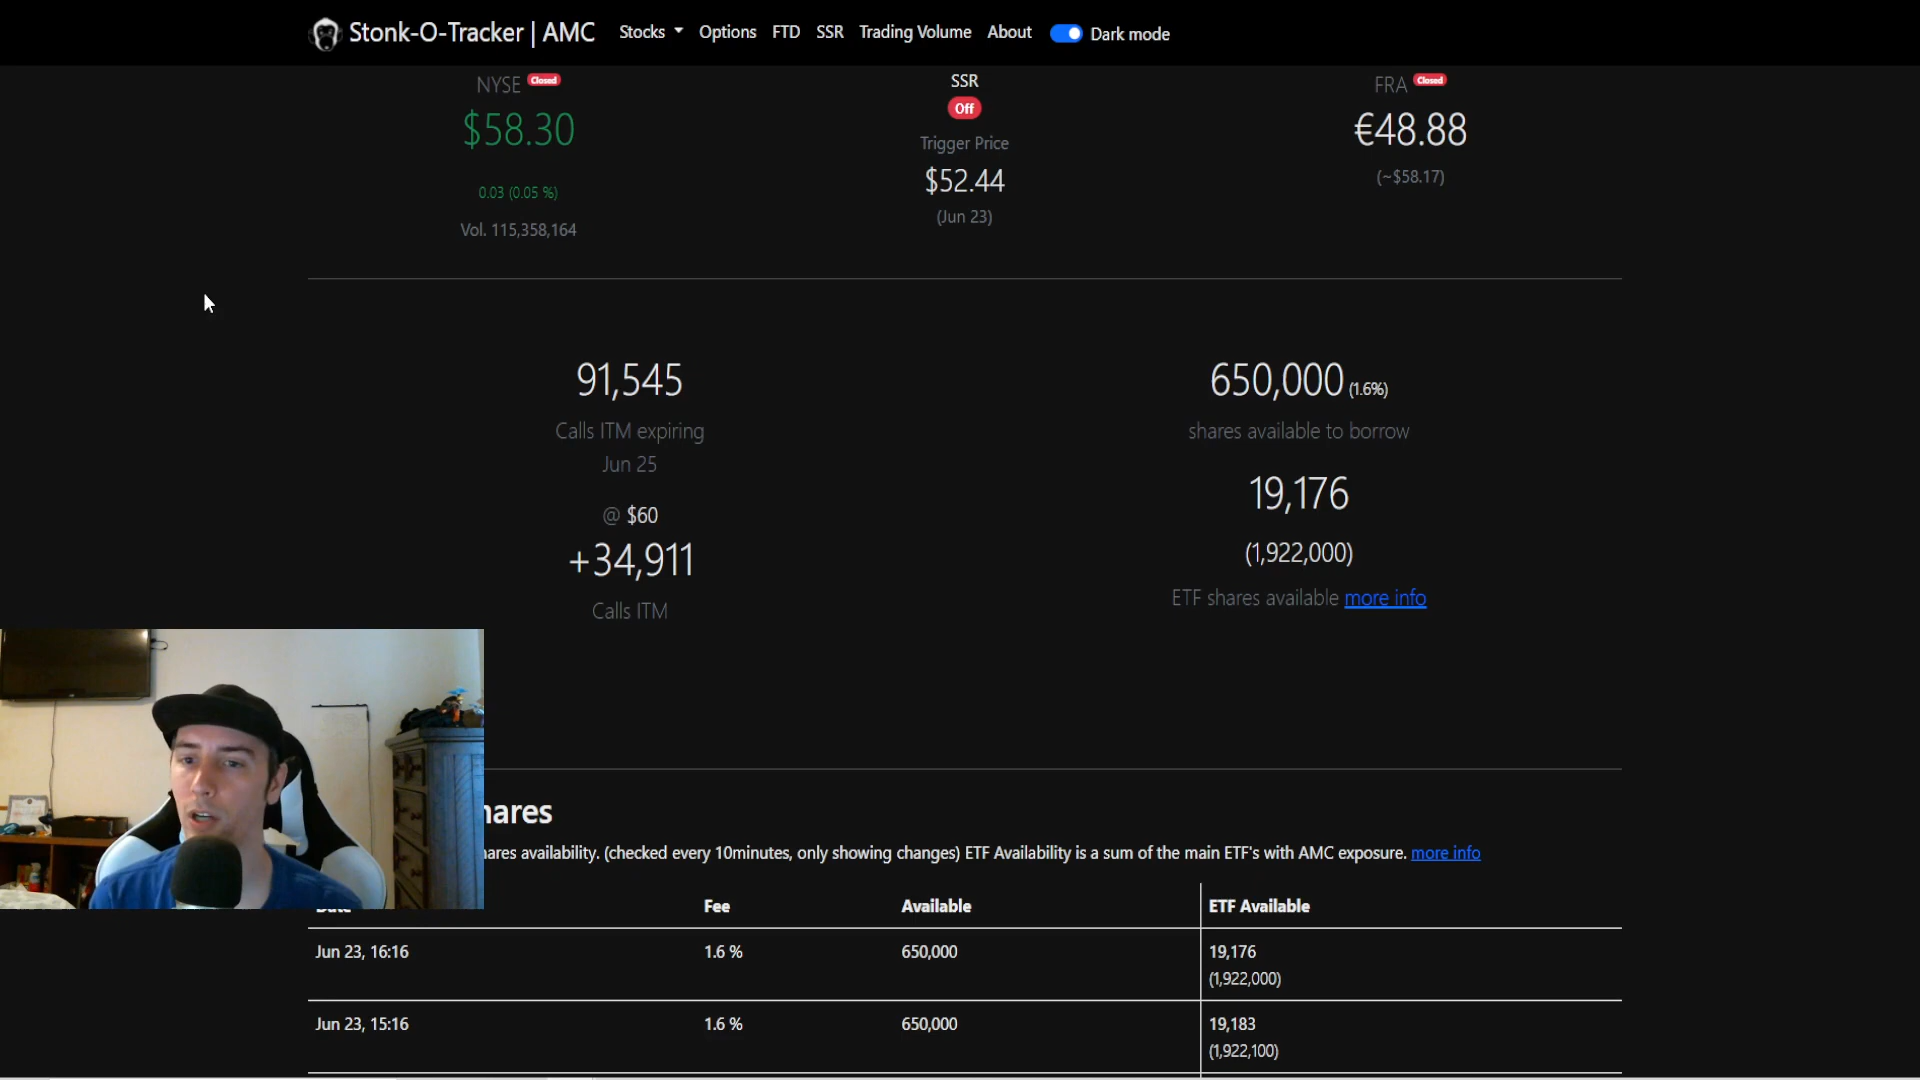 Stonk-O-Tracker | AMC Stocks Options FTD SSR Trading Volume About Dark mode
NYSE Closed
$58.30
0.03 (0.05 %)
Vol. 115,358,164
SSR
Off
Trigger Price
$52.44
(Jun 23)
FRA Closed
€48.88
(~$58.17)
91,545
Calls ITM expiring
Jun 25
@ $60
+34,911
Calls ITM
650,000 (1.6%)
shares available to borrow
19,176
(1,922,000)
ETF shares available more info
hares
hares availability. (checked every 10minutes, only showing changes) ETF Availability is a sum of the main ETF's with AMC exposure. more info
Date Fee Available ETF Available
Jun 23, 16:16 1.6 % 650,000 19,176
(1,922,000)
Jun 23, 15:16 1.6 % 650,000 19,183
(1,922,100)